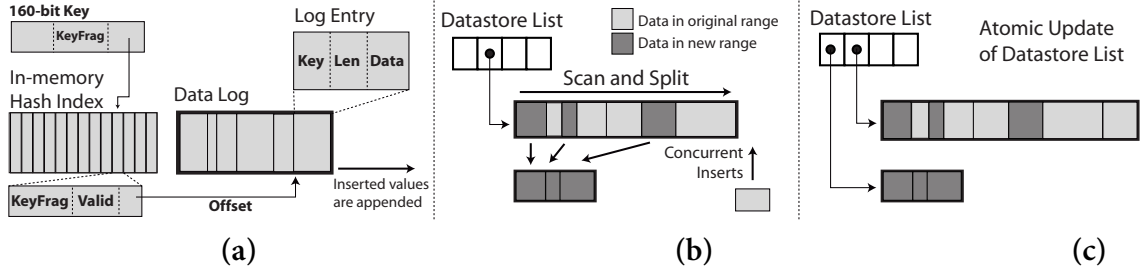 160-bit Key
KeyFrag
In-memory
Hash Index
KeyFrag Valid
Offset
Data Log
Log Entry
Key Len Data
Inserted values
are appended
(a)
Datastore List
Data in original range
Data in new range
Scan and Split
Concurrent
Inserts
(b)
Datastore List
Atomic Update
of Datastore List
(c)